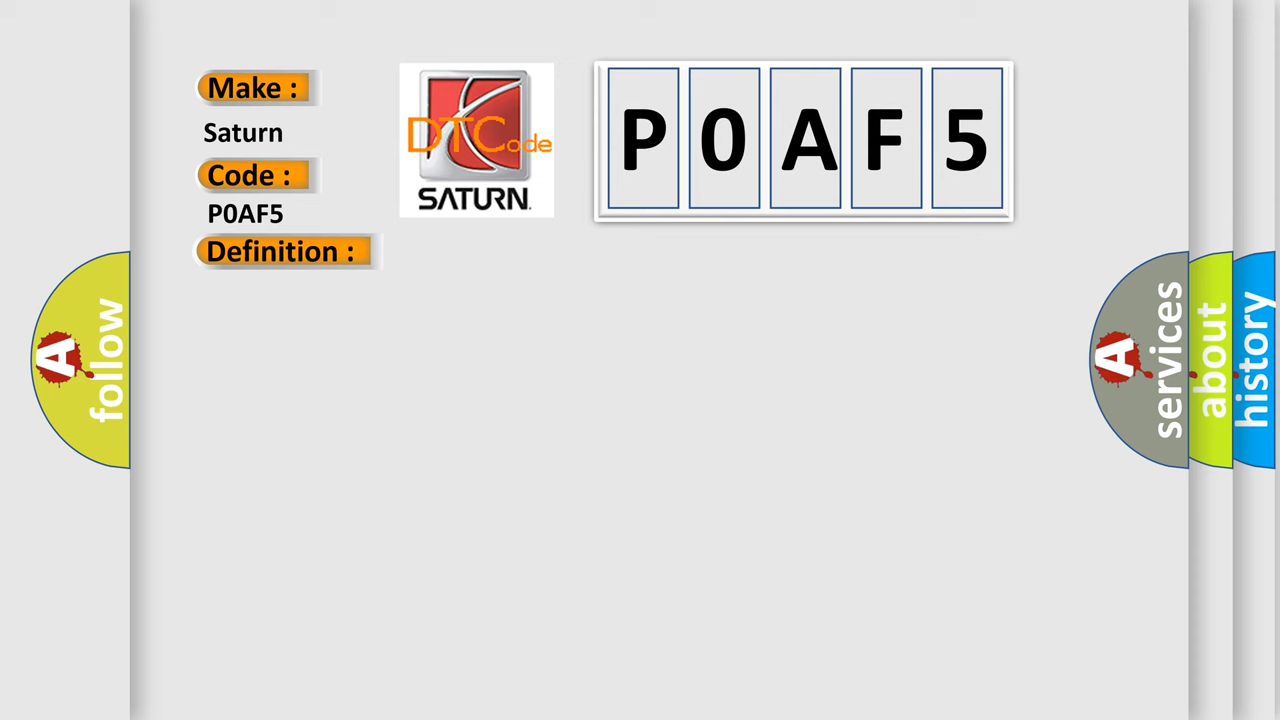 Make :
Saturn
Code :
P0AF5
Definition :
DTCode
SATURN
P 0 A F 5
A follow
A services
about
history